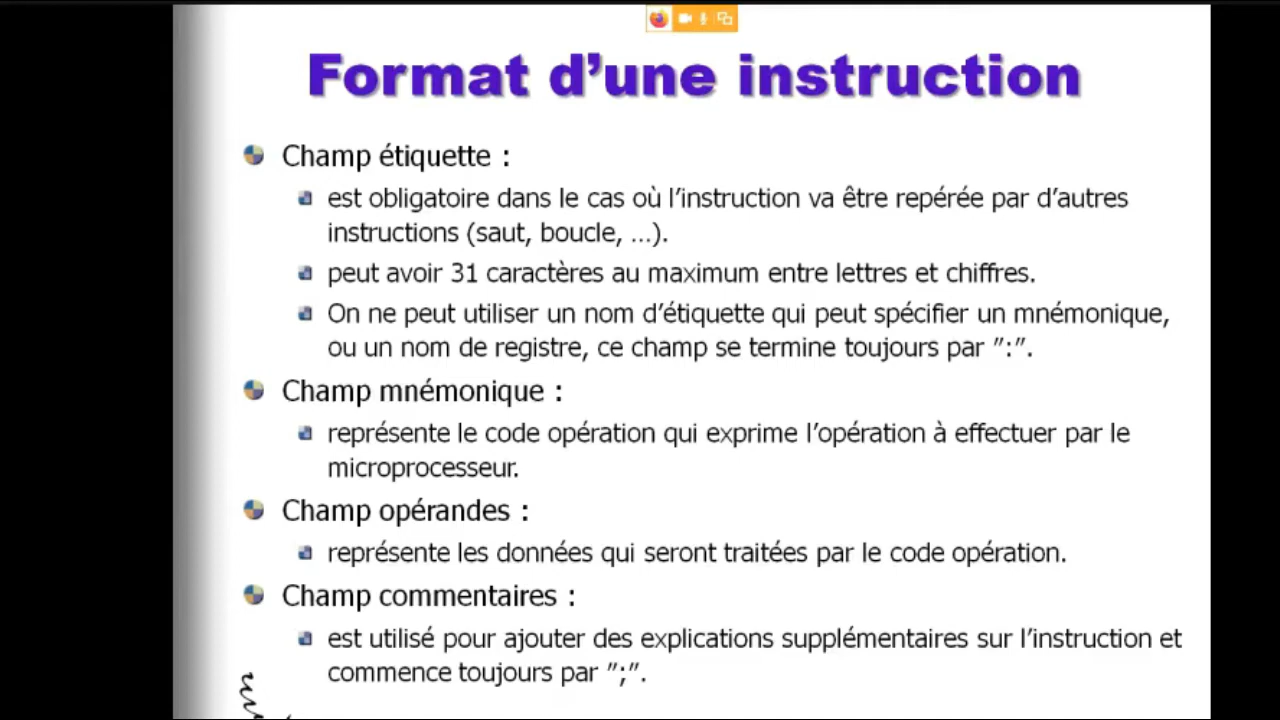 Format d’une instruction
Champ étiquette :
est obligatoire dans le cas où l’instruction va être repérée par d’autres
instructions (saut, boucle, …).
peut avoir 31 caractères au maximum entre lettres et chiffres.
On ne peut utiliser un nom d’étiquette qui peut spécifier un mnémonique,
ou un nom de registre, ce champ se termine toujours par ″:″.
Champ mnémonique :
représente le code opération qui exprime l’opération à effectuer par le
microprocesseur.
Champ opérandes :
représente les données qui seront traitées par le code opération.
Champ commentaires :
est utilisé pour ajouter des explications supplémentaires sur l’instruction et
commence toujours par ″;″.